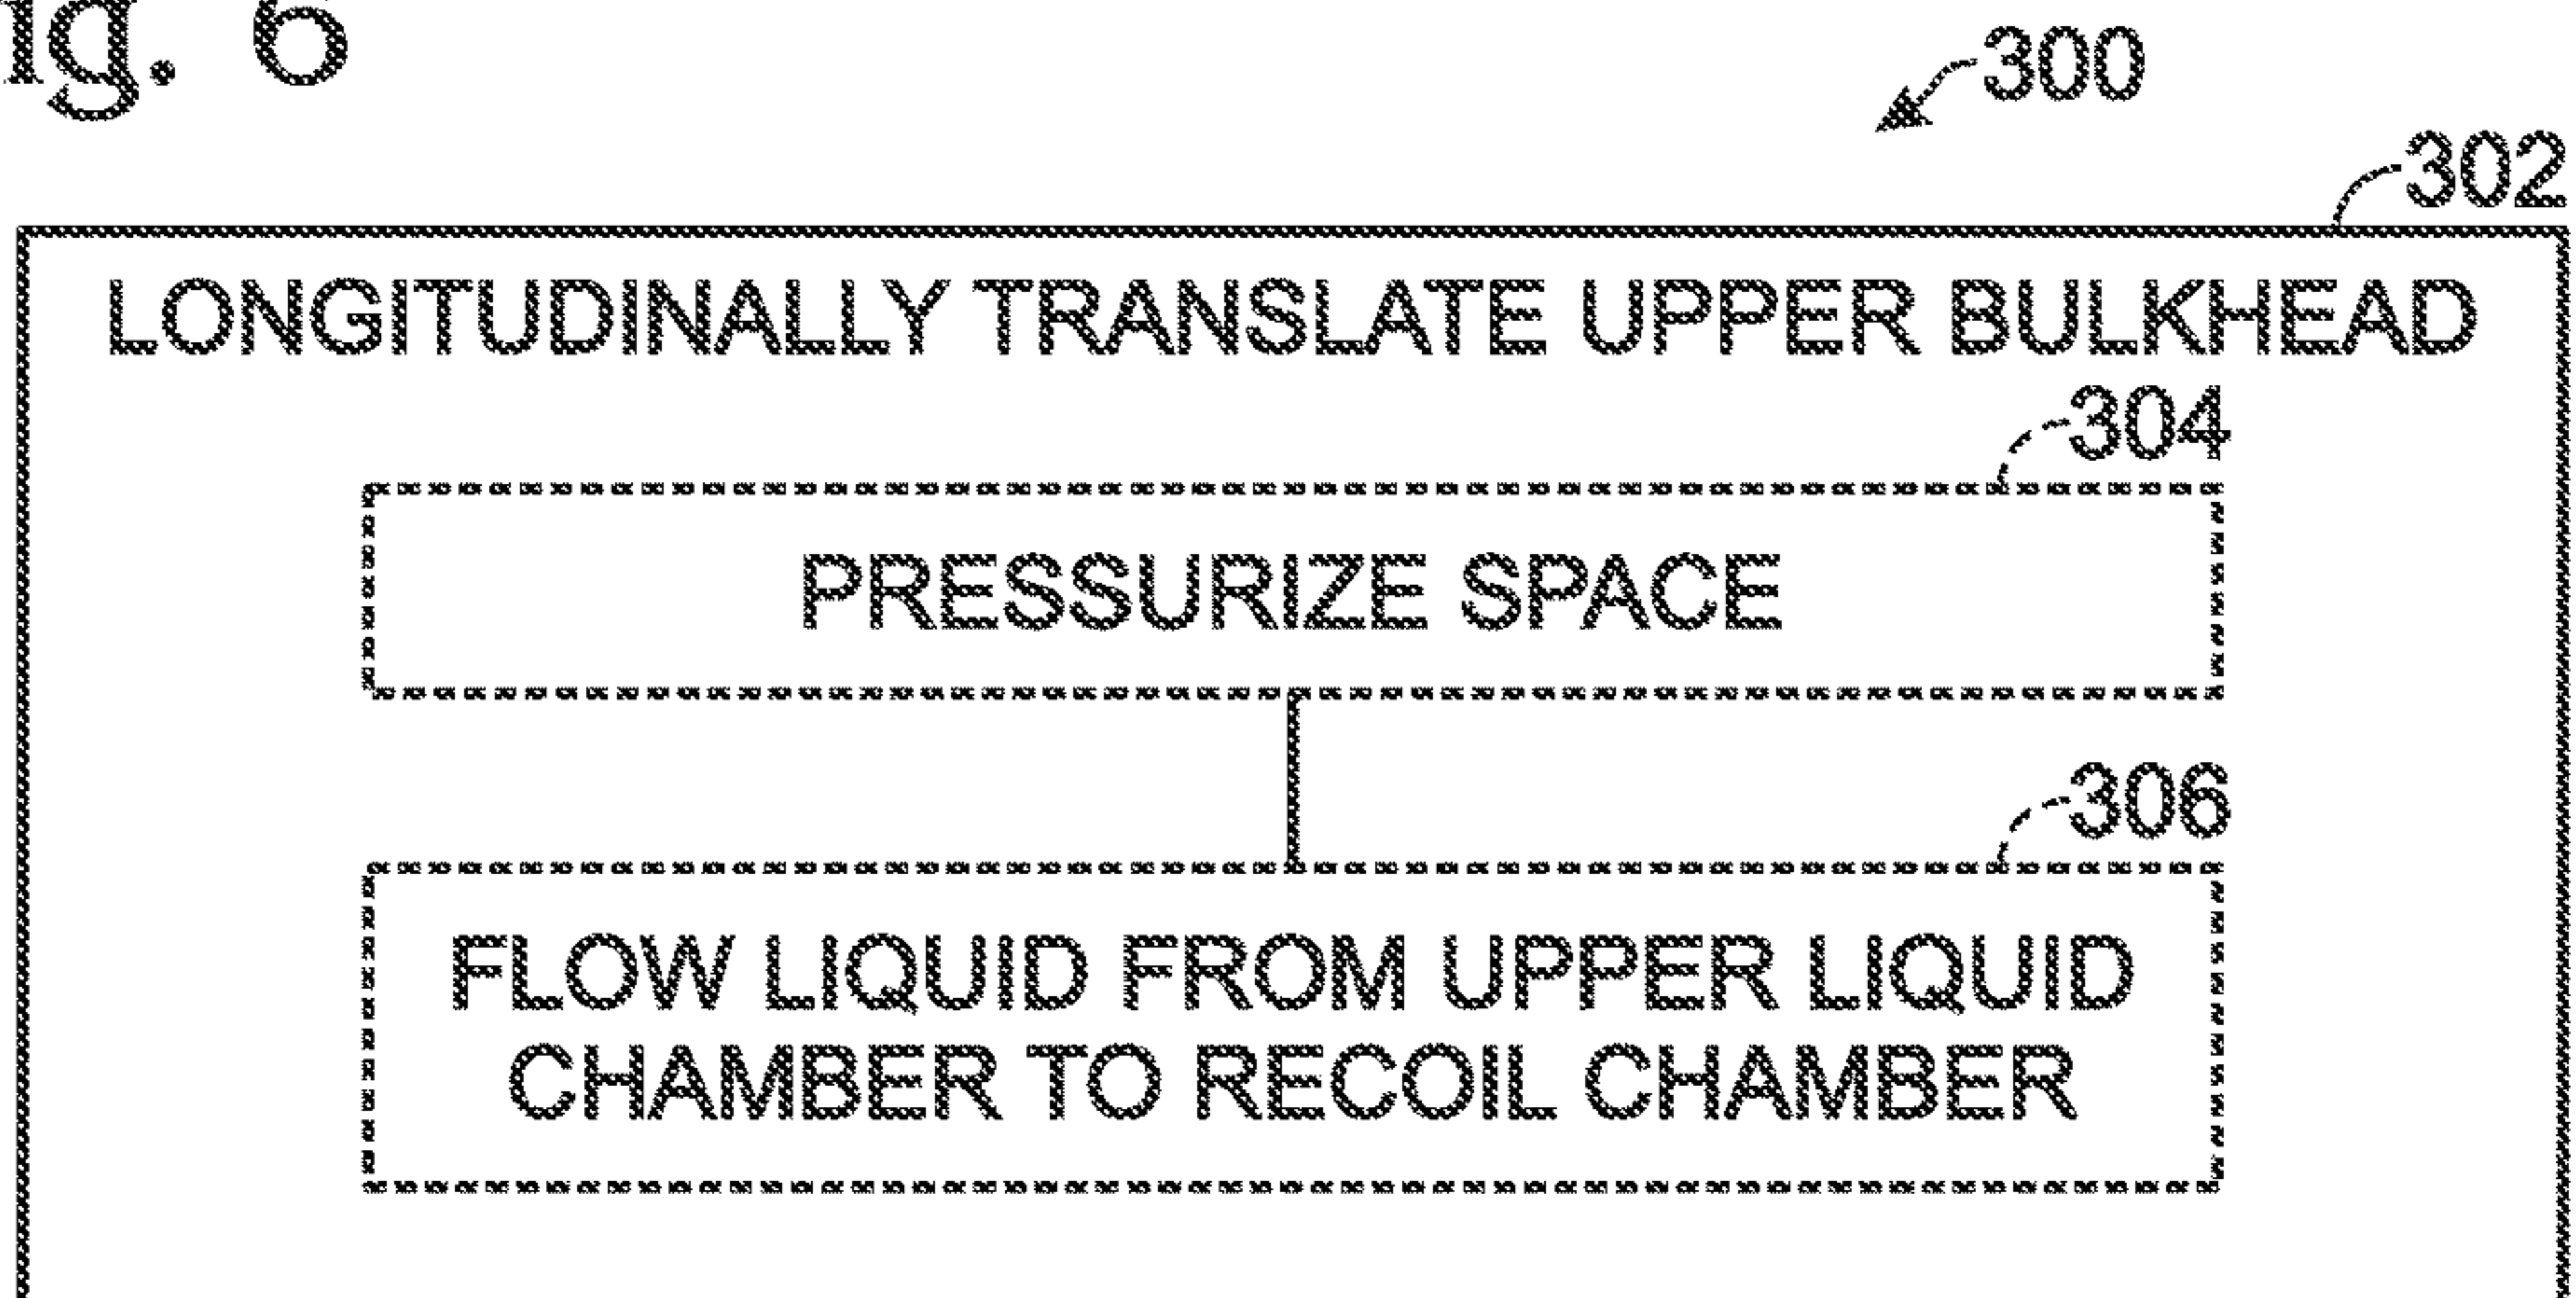 ig. 6
300
302
LONGITUDINALLY TRANSLATE UPPER BULKHEAD
304
PRESSURIZE SPACE
306
FLOW LIQUID FROM UPPER LIQUID
CHAMBER TO RECOIL CHAMBER